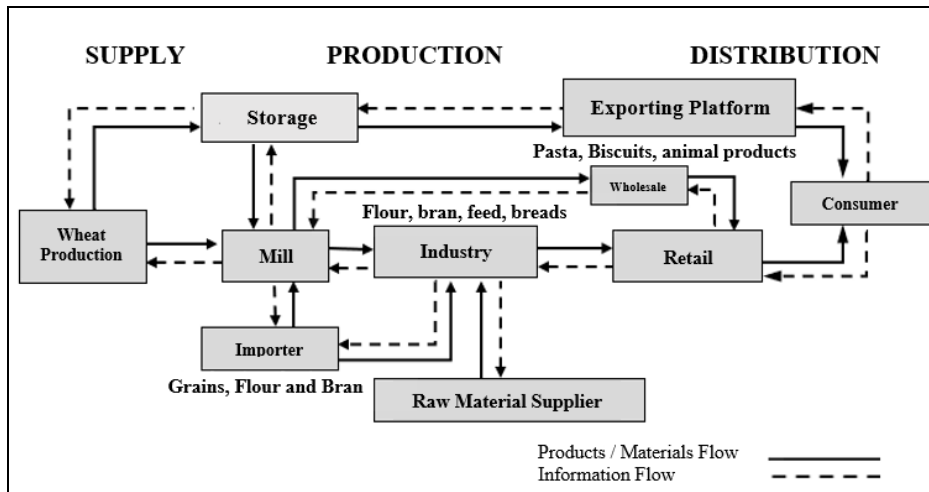 SUPPLY
PRODUCTION
DISTRIBUTION
Storage
Exporting Platform
Pasta, Biscuits, animal products
Wholesale
Consumer
Flour, bran, feed, breads
Wheat
Production
Mill
Industry
Retail
Importer
Grains, Flour and Bran
Raw Material Supplier
Products / Materials Flow
Information Flow